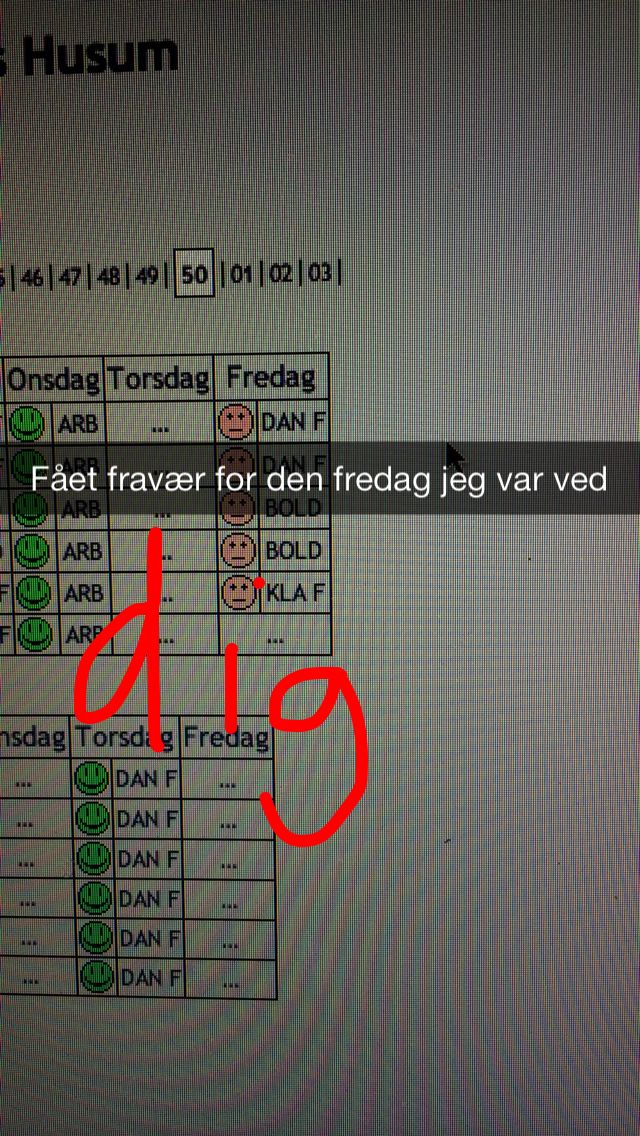 s Husum
| 46 | 47 | 48 | 49 | 50 | 01 | 02 | 03 |
Onsdag Torsdag Fredag
ARB ... DAN F
ARB DAN F
Fået fravær for den fredag jeg var ved
ARB ... BOLD
ARB ... BOLD
F ARB ... KLA F
F ARB ... ...
dig
nsdag Torsdag Fredag
... DAN F ...
... DAN F ...
... DAN F ...
... DAN F ...
... DAN F ...
... DAN F ...